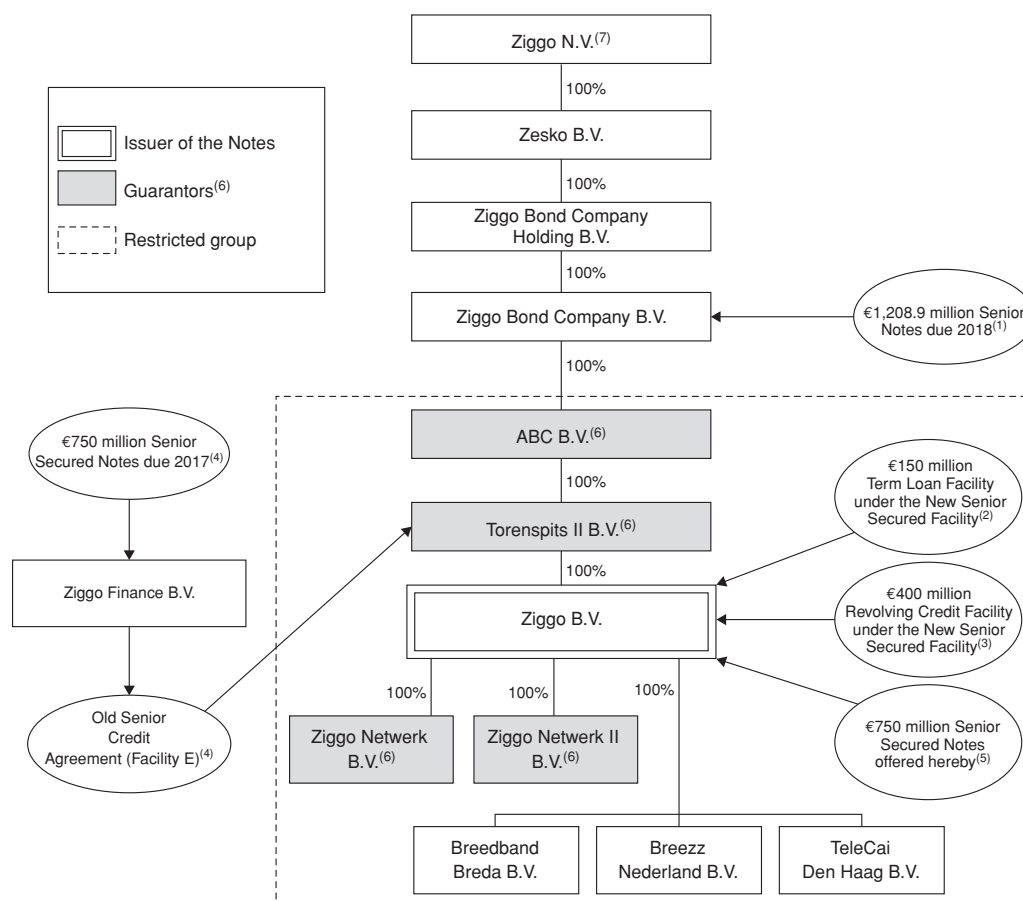 Ziggo N.V.(7)
100%
Issuer of the Notes
Guarantors(6)
Restricted group
Zesko B.V.
100%
Ziggo Bond Company
Holding B.V.
100%
Ziggo Bond Company B.V.
€1,208.9 million Senior
Notes due 2018(1)
100%
€750 million Senior
Secured Notes due 2017(4)
ABC B.V.(6)
100%
€150 million
Term Loan Facility
under the New Senior
Secured Facility(2)
Torenspits II B.V.(6)
100%
Ziggo Finance B.V.
Ziggo B.V.
€400 million
Revolving Credit Facility
under the New Senior
Secured Facility(3)
100%
100%
100%
Old Senior
Credit
Agreement (Facility E)(4)
Ziggo Netwerk
B.V.(6)
Ziggo Netwerk II
B.V.(6)
€750 million Senior
Secured Notes
offered hereby(5)
Breedband
Breda B.V.
Breezz
Nederland B.V.
TeleCai
Den Haag B.V.